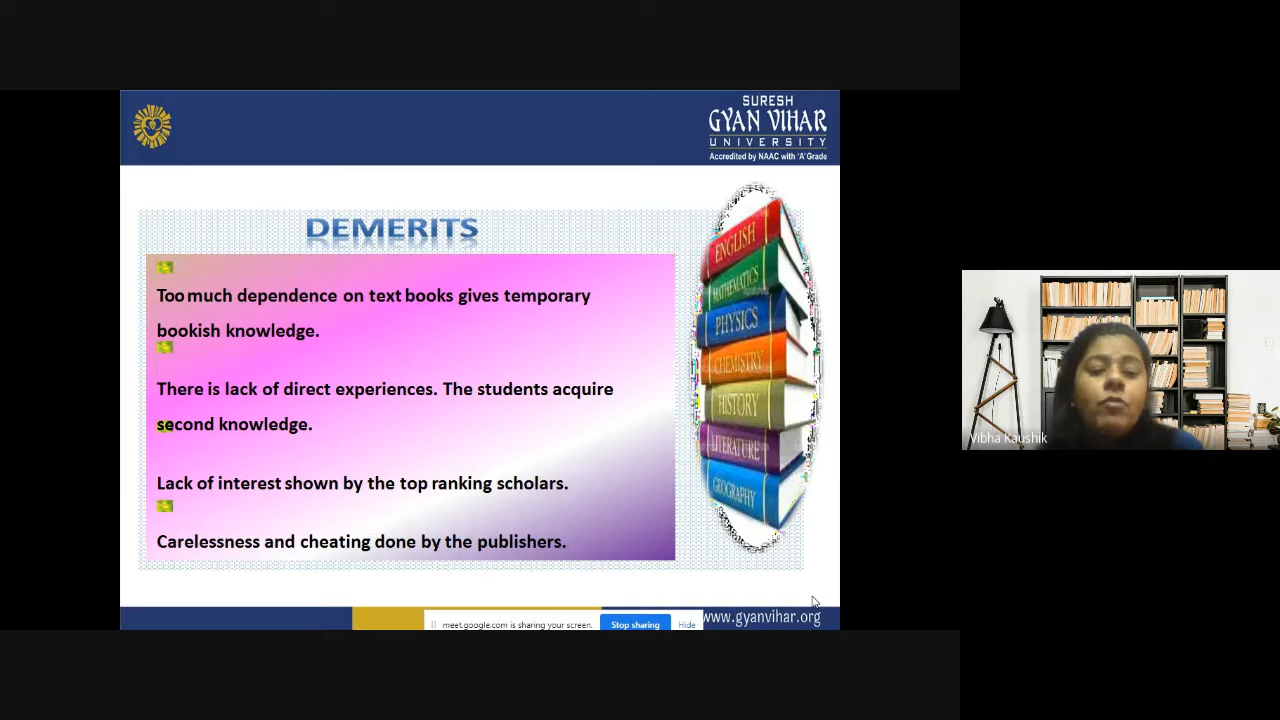 SURESH
GYAN VIHAR
UNIVERSITY
Accredited by NAAC with 'A' Grade
DEMERITS
Too much dependence on text books gives temporary
bookish knowledge.
There is lack of direct experiences. The students acquire
second knowledge.
Lack of interest shown by the top ranking scholars.
Carelessness and cheating done by the publishers.
ENGLISH
MATHEMATICS
PHYSICS
CHEMISTRY
HISTORY
LITERATURE
GEOGRAPHY
Vibha Kaushik
meet.google.com is sharing your screen.
Stop sharing
Hide
www.gyanvihar.org